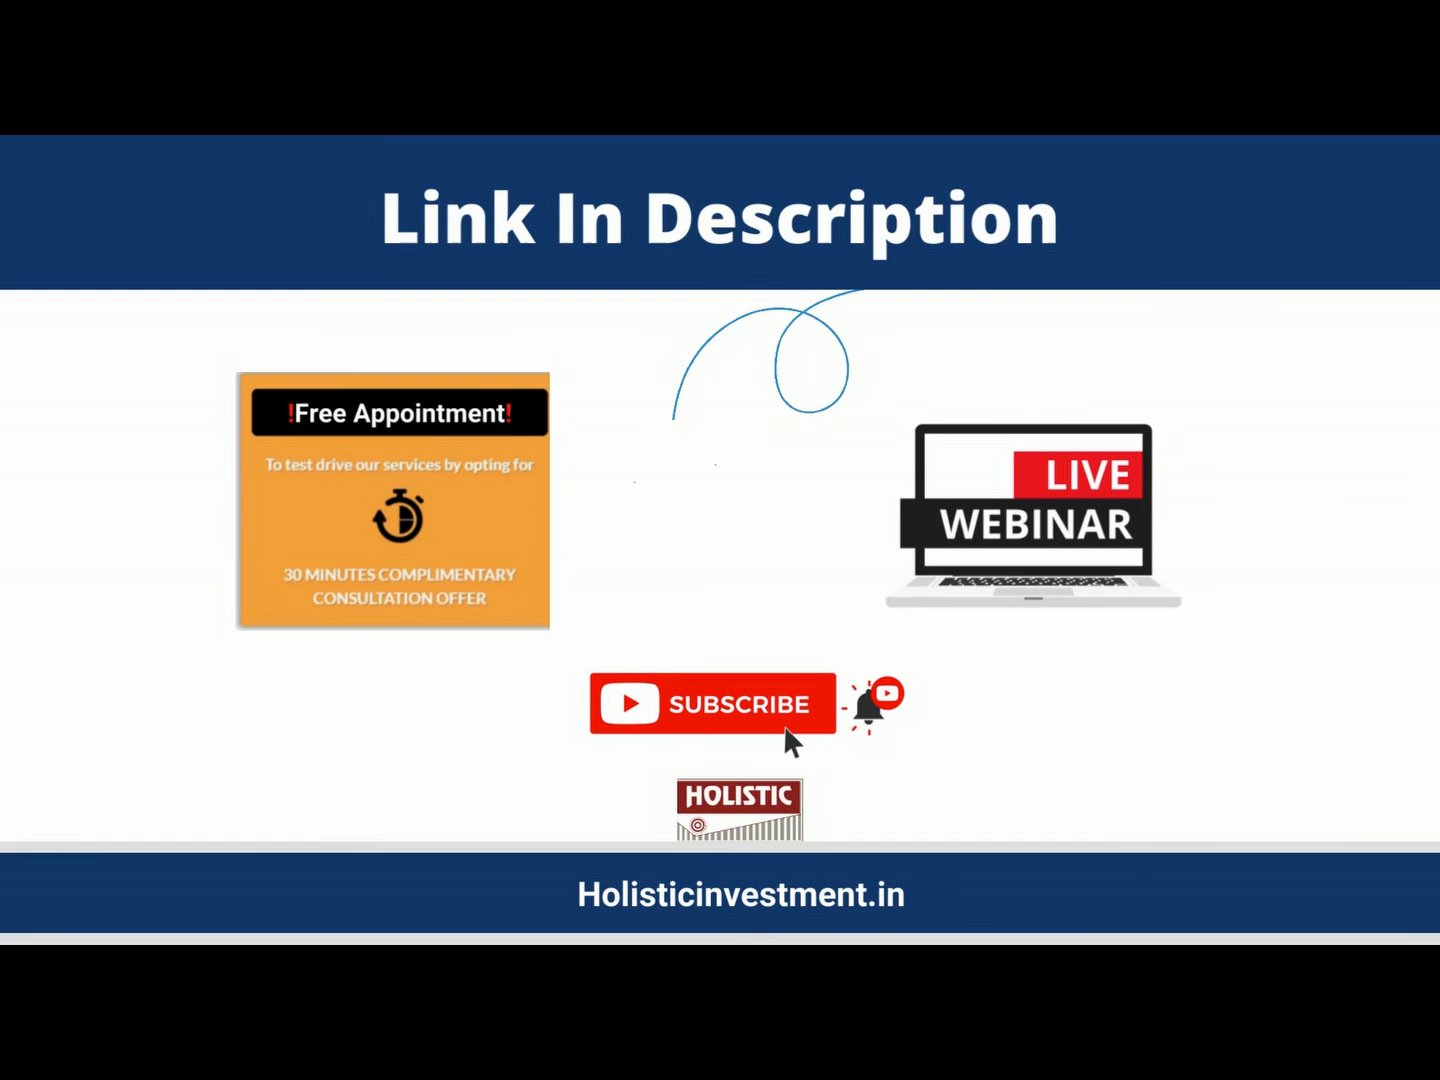 Link In Description
!Free Appointment!
To test drive our services by opting for
30 MINUTES COMPLIMENTARY
CONSULTATION OFFER
LIVE
WEBINAR
SUBSCRIBE
HOLISTIC
Holisticinvestment.in